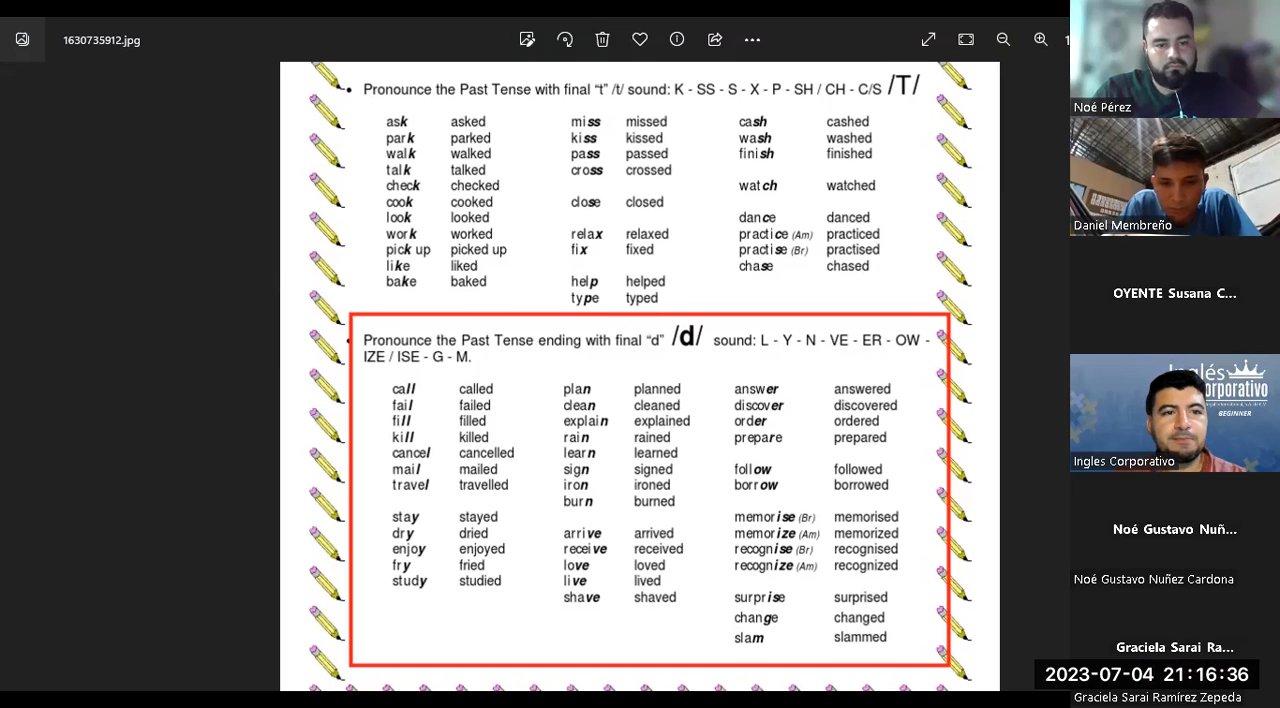 1630735912.jpg
1
Pronounce the Past Tense with final “t” /t/ sound: K - SS - S - X - P - SH / CH - C/S /T/
ask asked miss missed cash cashed
park parked kiss kissed wash washed
walk walked pass passed finish finished
talk talked cross crossed
check checked watch watched
cook cooked close closed
look looked dance danced
work worked relax relaxed practice (Am) practiced
pick up picked up fix fixed practise (Br) practised
like liked chase chased
bake baked help helped
type typed
Pronounce the Past Tense ending with final “d” /d/ sound: L - Y - N - VE - ER - OW -
IZE / ISE - G - M.
call called plan planned answer answered
fail failed clean cleaned discover discovered
fill filled explain explained order ordered
kill killed rain rained prepare prepared
cancel cancelled learn learned
mail mailed sign signed follow followed
travel travelled iron ironed borrow borrowed
burn burned
stay stayed memorise (Br) memorised
dry dried arrive arrived memorize (Am) memorized
enjoy enjoyed receive received recognise (Br) recognised
fry fried love loved recognize (Am) recognized
study studied live lived
shave shaved surprise surprised
change changed
slam slammed
Noé Pérez
Daniel Membreño
OYENTE Susana C...
Inglés
orporativo
BEGINNER
Ingles Corporativo
Noé Gustavo Nuñ...
Noé Gustavo Nuñez Cardona
Graciela Sarai Ra...
2023-07-04 21:16:36
Graciela Sarai Ramírez Zepeda